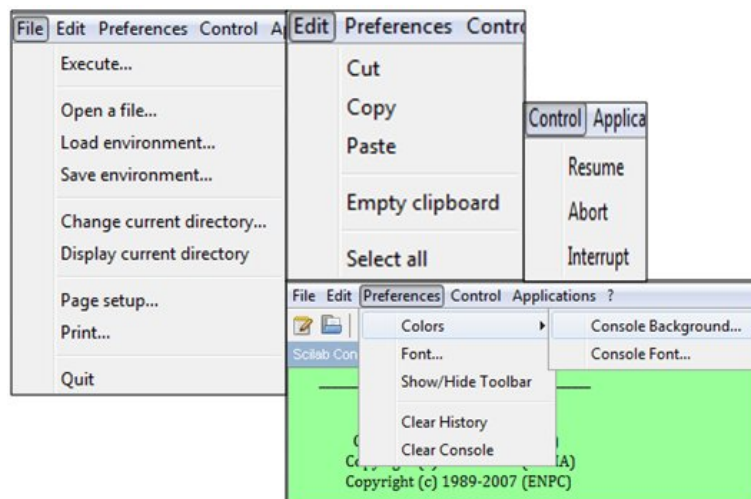 File Edit Preferences Control
Execute...
Open a file...
Load environment...
Save environment...
Change current directory...
Display current directory
Page setup...
Print...
Quit
Edit Preferences
Cut
Copy
Paste
Empty clipboard
Select all
Control Applica
Resume
Abort
Interrupt
File Edit Preferences Control Applications ?
Colors Console Background...
Scilab Con Font... Console Font...
Show/Hide Toolbar
Clear History
Clear Console
Copyright (c) 1989-2007 (ENPC)